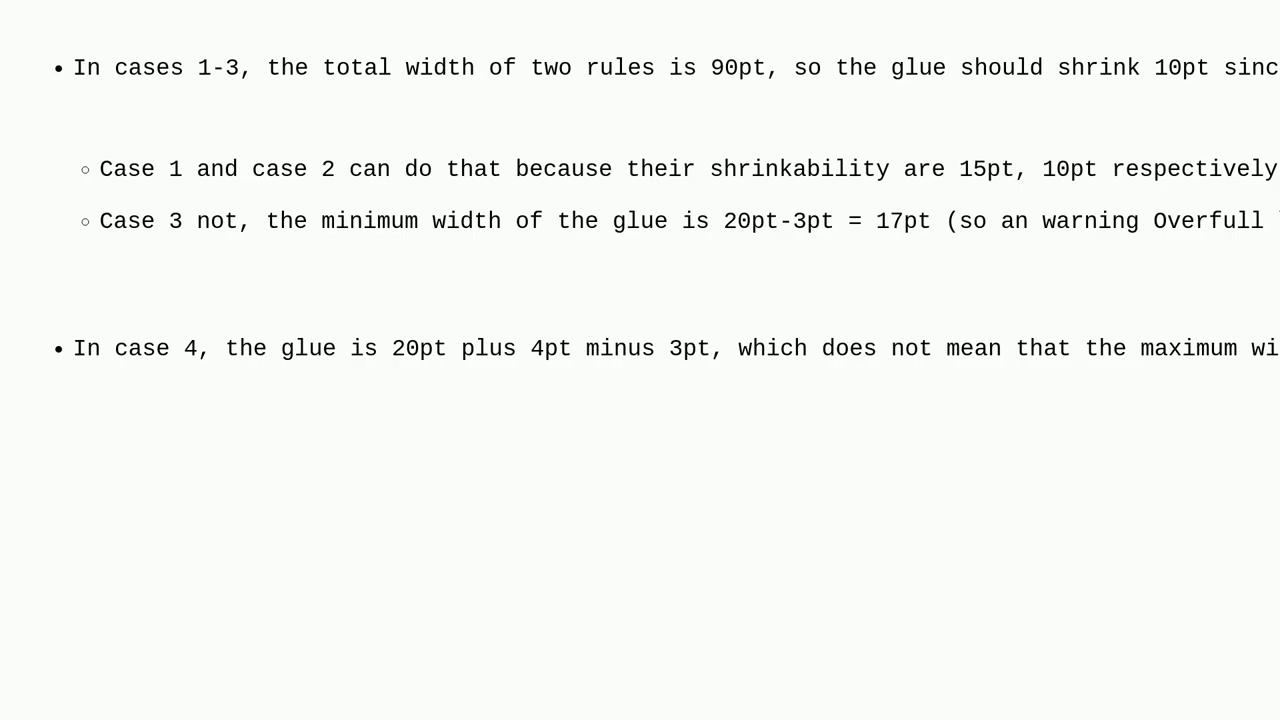 • In cases 1-3, the total width of two rules is 90pt, so the glue should shrink 10pt
○ Case 1 and case 2 can do that because their shrinkability are 15pt, 10pt respectively
○ Case 3 not, the minimum width of the glue is 20pt-3pt = 17pt (so an warning Overfull
• In case 4, the glue is 20pt plus 4pt minus 3pt, which does not mean that the maximum